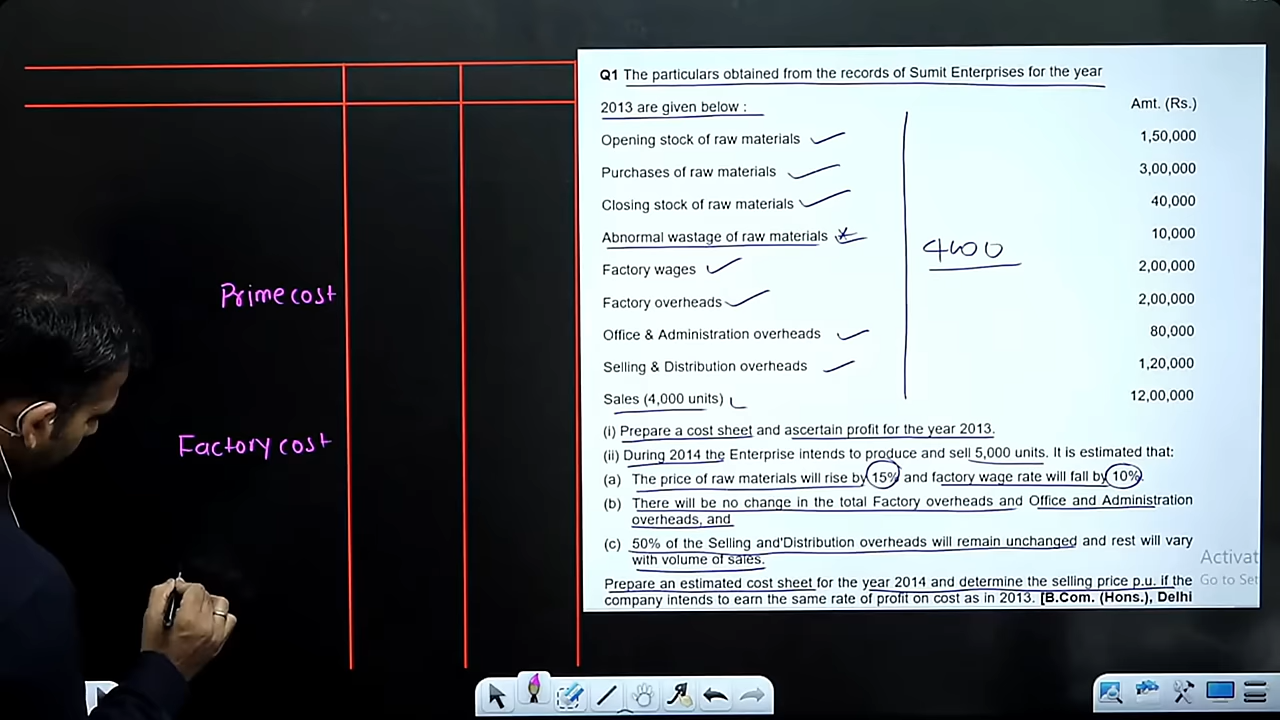 Prime cost
Factory cost
Q1 The particulars obtained from the records of Sumit Enterprises for the year
2013 are given below : Amt. (Rs.)
Opening stock of raw materials 1,50,000
Purchases of raw materials 3,00,000
Closing stock of raw materials 40,000
Abnormal wastage of raw materials 10,000
4000
Factory wages 2,00,000
Factory overheads 2,00,000
Office & Administration overheads 80,000
Selling & Distribution overheads 1,20,000
Sales (4,000 units) 12,00,000
(i) Prepare a cost sheet and ascertain profit for the year 2013.
(ii) During 2014 the Enterprise intends to produce and sell 5,000 units. It is estimated that:
(a) The price of raw materials will rise by 15% and factory wage rate will fall by 10%.
(b) There will be no change in the total Factory overheads and Office and Administration
overheads, and
(c) 50% of the Selling and'Distribution overheads will remain unchanged and rest will vary
with volume of sales.
Prepare an estimated cost sheet for the year 2014 and determine the selling price p.u. if the
company intends to earn the same rate of profit on cost as in 2013. [B.Com. (Hons.), Delhi
Activat
Go to Set